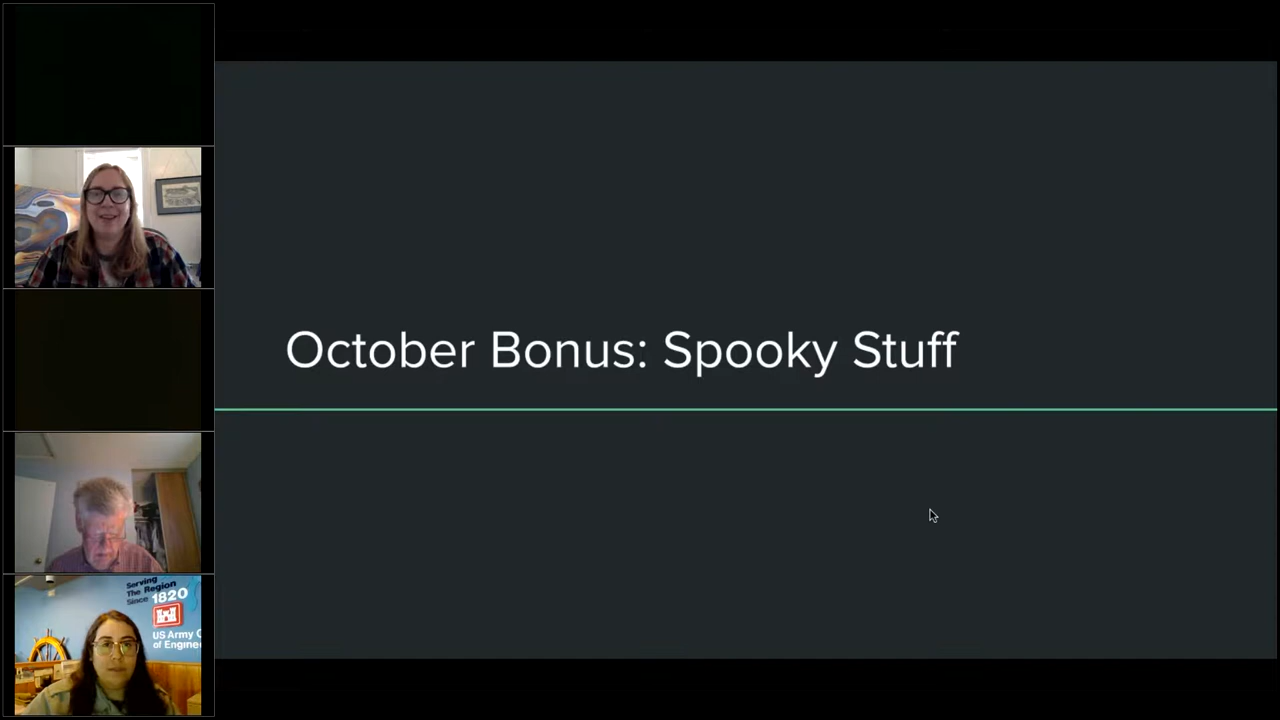 October Bonus: Spooky Stuff
Serving
The Region
Since 1820
US Army
of Engine